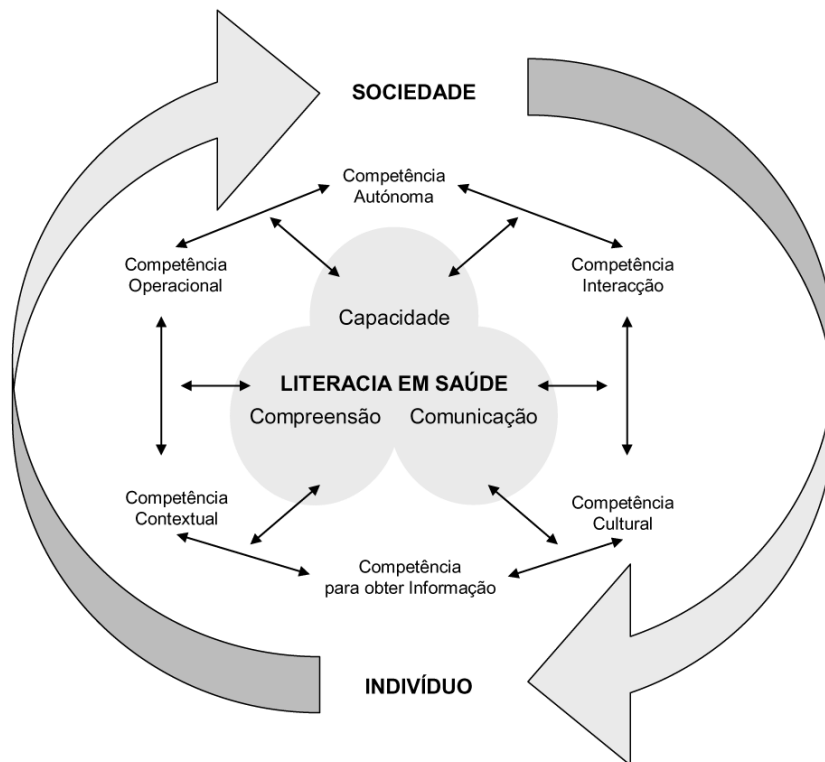 SOCIEDADE
Competência
Autónoma
Competência
Operacional
Competência
Interacção
Capacidade
LITERACIA EM SAÚDE
Compreensão
Comunicação
Competência
Contextual
Competência
Cultural
Competência
para obter Informação
INDIVÍDUO